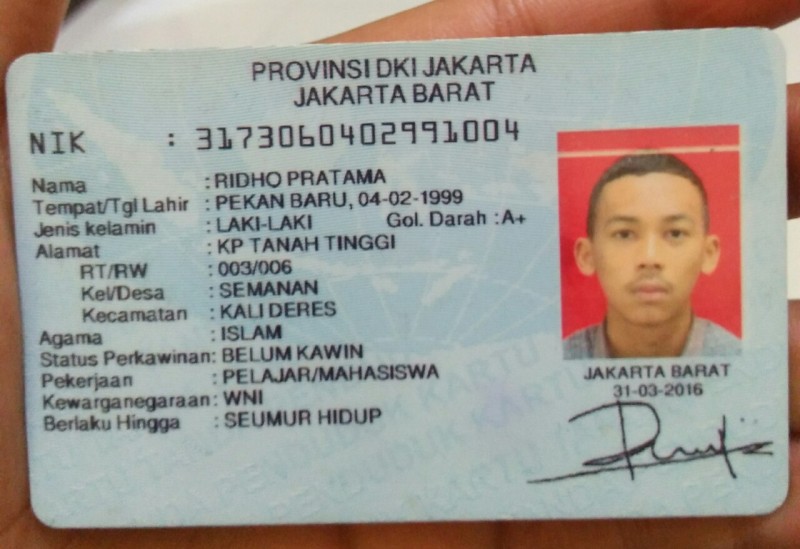 PROVINSI DKI JAKARTA
JAKARTA BARAT
NIK : 3173060402991004
Nama : RIDHO PRATAMA
Tempat/Tgl Lahir : PEKAN BARU, 04-02-1999
Jenis kelamin : LAKI-LAKI Gol. Darah : A+
Alamat : KP TANAH TINGGI
RT/RW : 003/006
Kel/Desa : SEMANAN
Kecamatan : KALI DERES
Agama : ISLAM
Status Perkawinan: BELUM KAWIN
Pekerjaan : PELAJAR/MAHASISWA
Kewarganegaraan: WNI
Berlaku Hingga : SEUMUR HIDUP
JAKARTA BARAT
31-03-2016